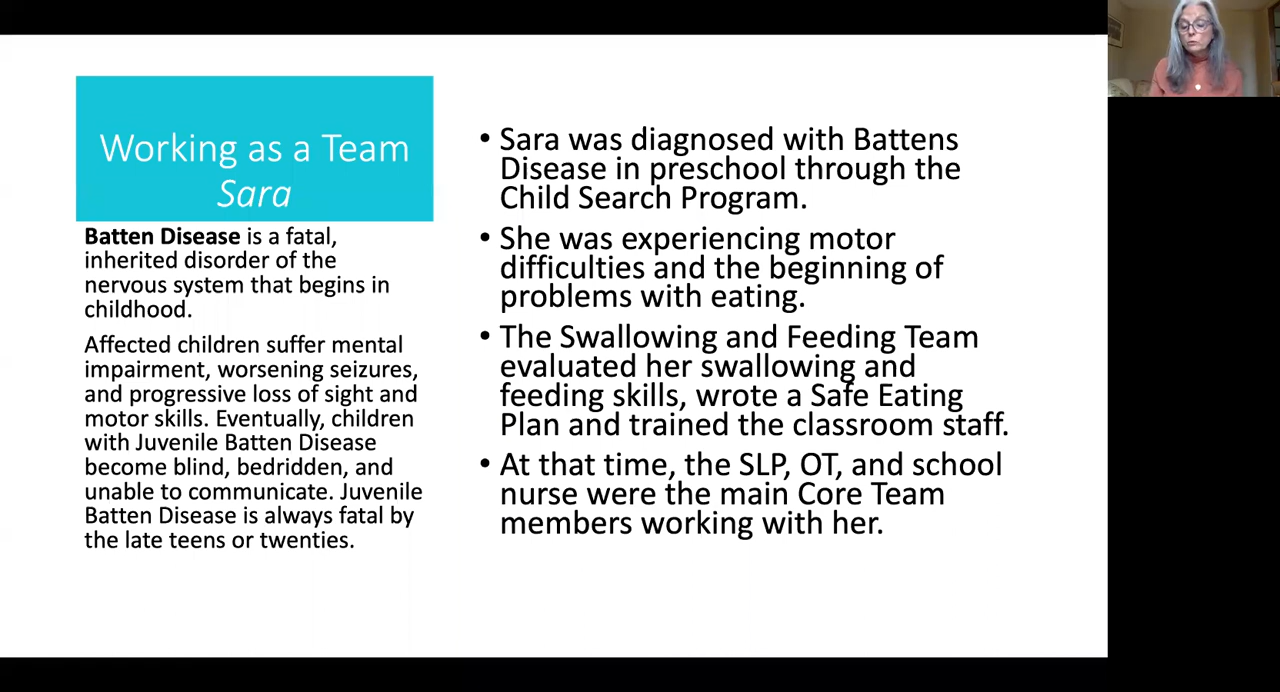 Working as a Team
Sara
Batten Disease is a fatal,
inherited disorder of the
nervous system that begins in
childhood.
Affected children suffer mental
impairment, worsening seizures,
and progressive loss of sight and
motor skills. Eventually, children
with Juvenile Batten Disease
become blind, bedridden, and
unable to communicate. Juvenile
Batten Disease is always fatal by
the late teens or twenties.
• Sara was diagnosed with Battens
Disease in preschool through the
Child Search Program.
• She was experiencing motor
difficulties and the beginning of
problems with eating.
• The Swallowing and Feeding Team
evaluated her swallowing and
feeding skills, wrote a Safe Eating
Plan and trained the classroom staff.
• At that time, the SLP, OT, and school
nurse were the main Core Team
members working with her.